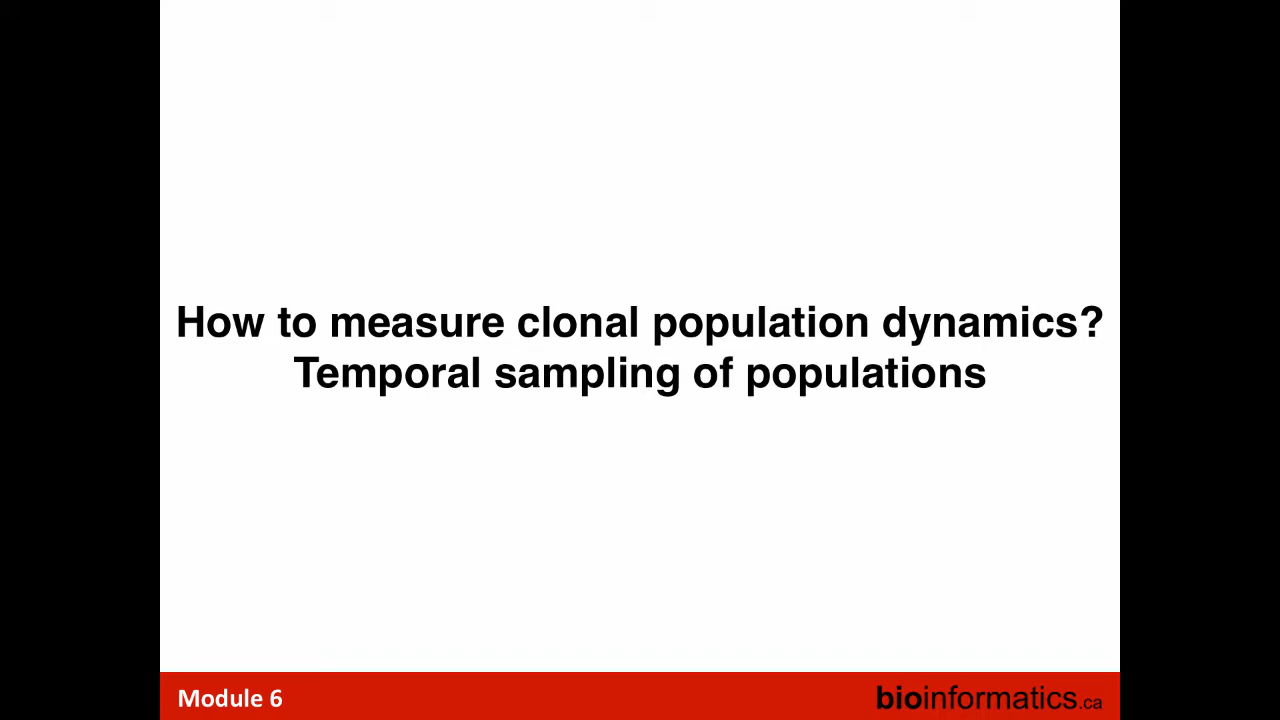 How to measure clonal population dynamics?
Temporal sampling of populations
Module 6
bioinformatics.ca